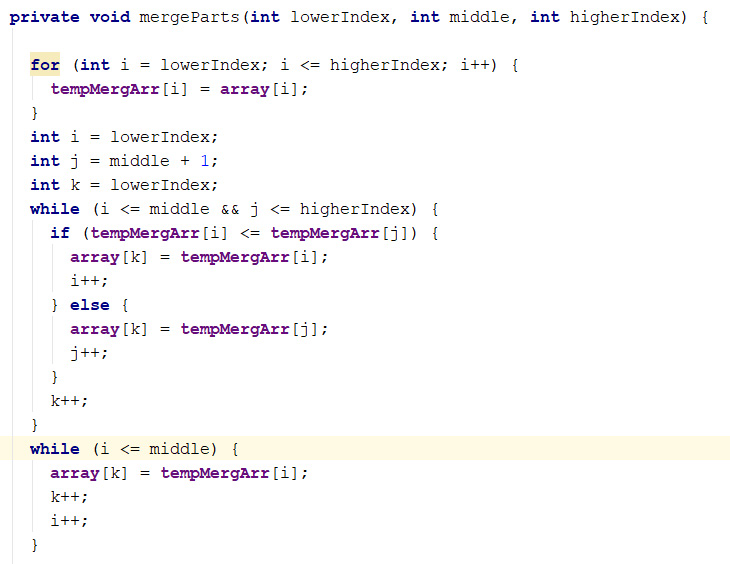 private void mergeParts(int lowerIndex, int middle, int higherIndex) {
for (int i = lowerIndex; i <= higherIndex; i++) {
tempMergArr[i] = array[i];
}
int i = lowerIndex;
int j = middle + 1;
int k = lowerIndex;
while (i <= middle && j <= higherIndex) {
if (tempMergArr[i] <= tempMergArr[j]) {
array[k] = tempMergArr[i];
i++;
} else {
array[k] = tempMergArr[j];
j++;
}
k++;
}
while (i <= middle) {
array[k] = tempMergArr[i];
k++;
i++;
}